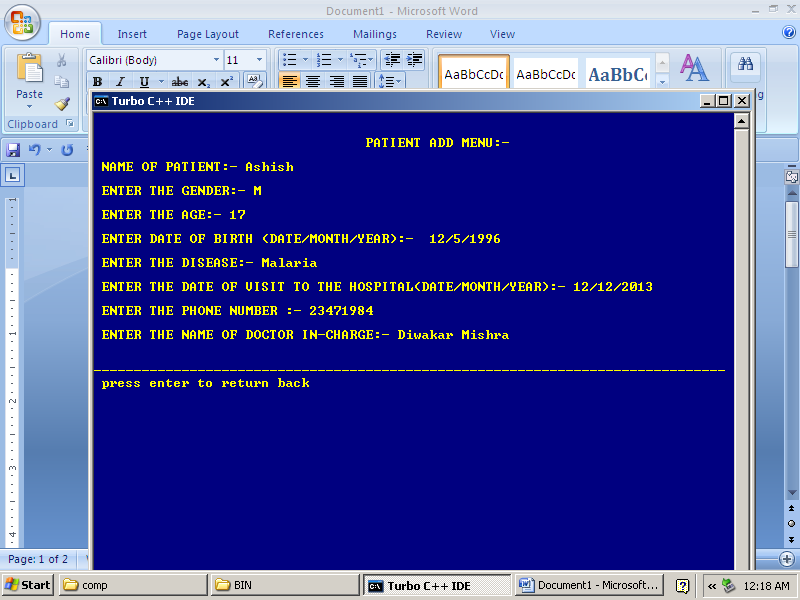 Document1 - Microsoft Word
Home Insert Page Layout References Mailings Review View
Calibri (Body) 11
Paste
B I U abc X₂ X² Aa
AaBbCcDc AaBbCcDc AaBbC
Clipboard
Turbo C++ IDE
PATIENT ADD MENU:-
NAME OF PATIENT:- Ashish
ENTER THE GENDER:- M
ENTER THE AGE:- 17
ENTER DATE OF BIRTH (DATE/MONTH/YEAR):- 12/5/1996
ENTER THE DISEASE:- Malaria
ENTER THE DATE OF VISIT TO THE HOSPITAL(DATE/MONTH/YEAR):- 12/12/2013
ENTER THE PHONE NUMBER :- 23471984
ENTER THE NAME OF DOCTOR IN-CHARGE:- Diwakar Mishra
press enter to return back
Page: 1 of 2
Start comp BIN Turbo C++ IDE Document1 - Microsoft... 12:18 AM